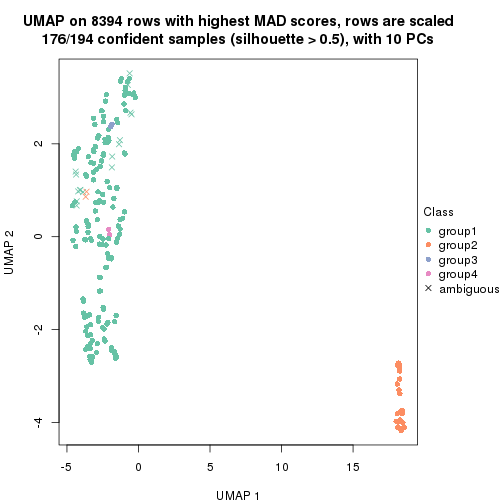 UMAP on 8394 rows with highest MAD scores, rows are scaled
176/194 confident samples (silhouette > 0.5), with 10 PCs
UMAP 2
2
0
-2
-4
-5
0
5
10
15
UMAP 1
Class
group1
group2
group3
group4
ambiguous